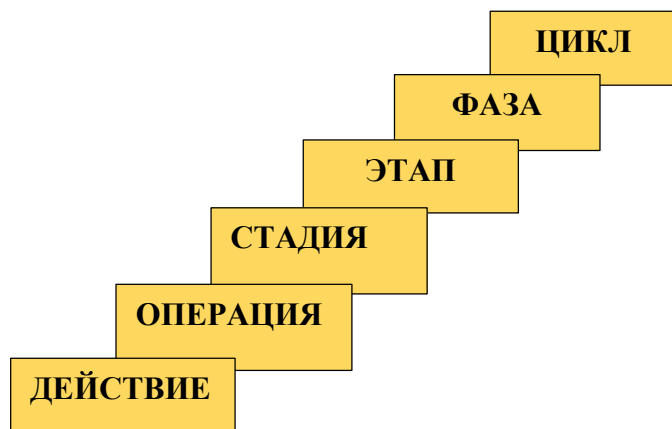 ЦИКЛ
ФАЗА
ЭТАП
СТАДИЯ
ОПЕРАЦИЯ
ДЕЙСТВИЕ